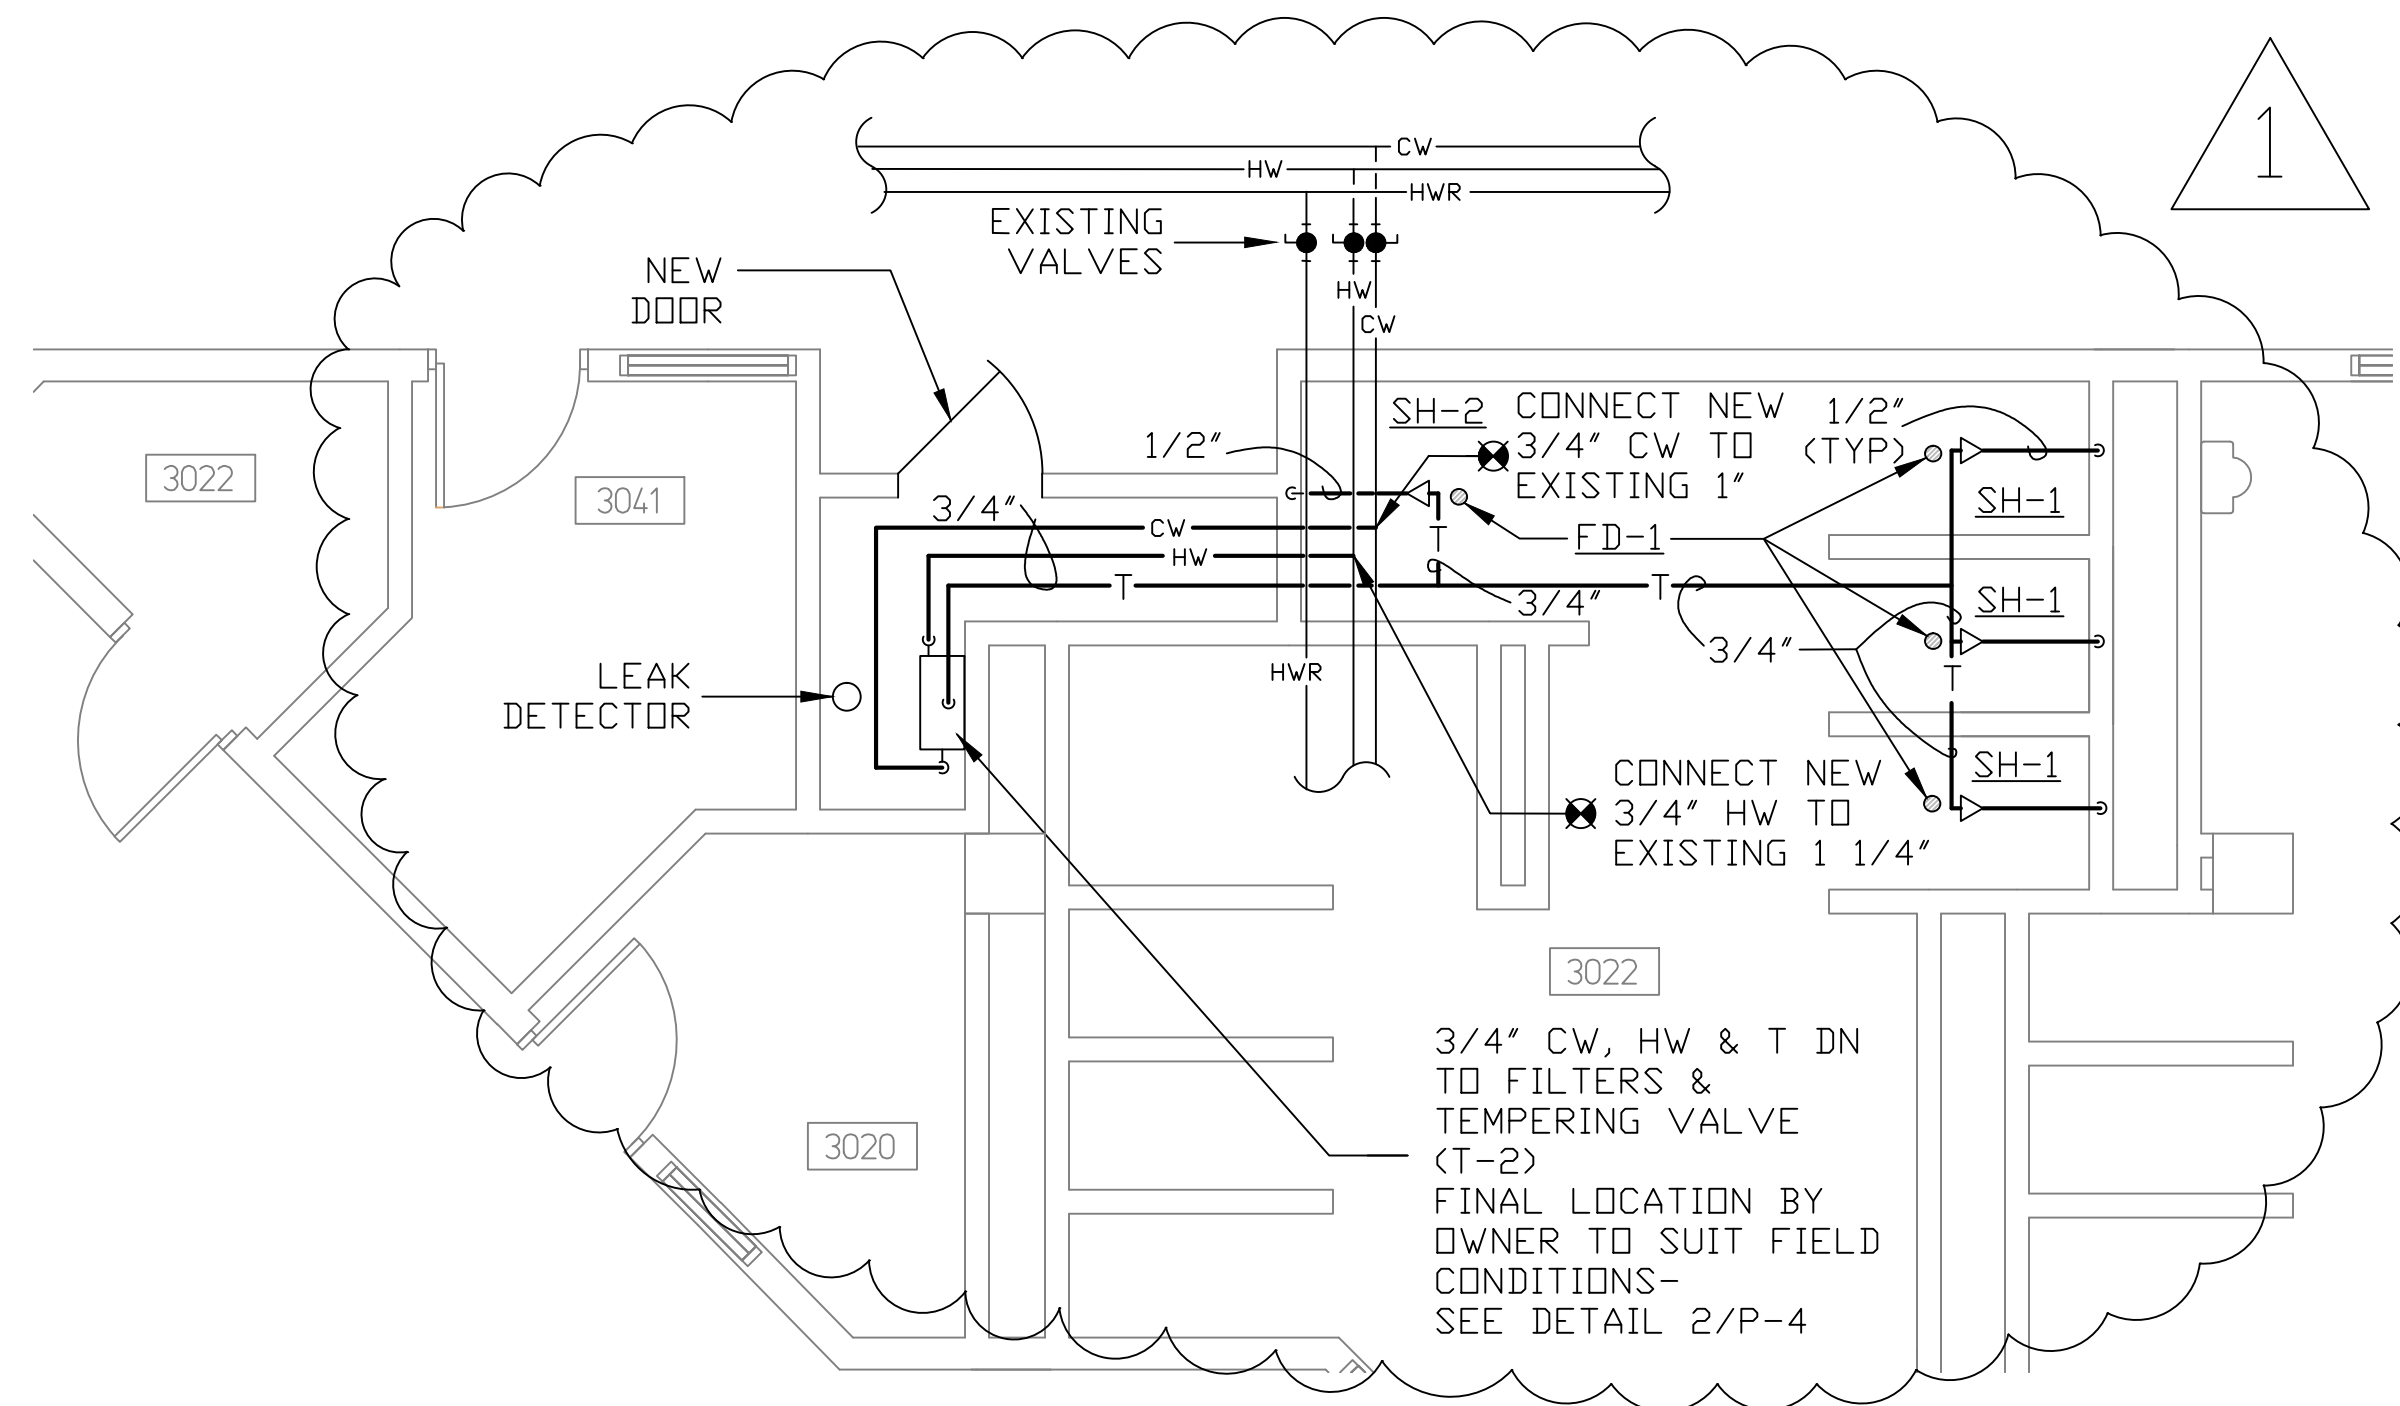 1
CW
HW
HWR
EXISTING
VALVES
NEW
DOOR
HW
CW
SH-2
CONNECT NEW
3/4" CW TO
EXISTING 1"
1/2"
(TYP)
1/2"
3022
3041
3/4"
CW
HW
T
T
FD-1
SH-1
3/4"
T
SH-1
3/4"
T
HWR
LEAK
DETECTOR
SH-1
CONNECT NEW
3/4" HW TO
EXISTING 1 1/4"
3022
3020
3/4" CW, HW & T DN
TO FILTERS &
TEMPERING VALVE
(T-2)
FINAL LOCATION BY
OWNER TO SUIT FIELD
CONDITIONS-
SEE DETAIL 2/P-4